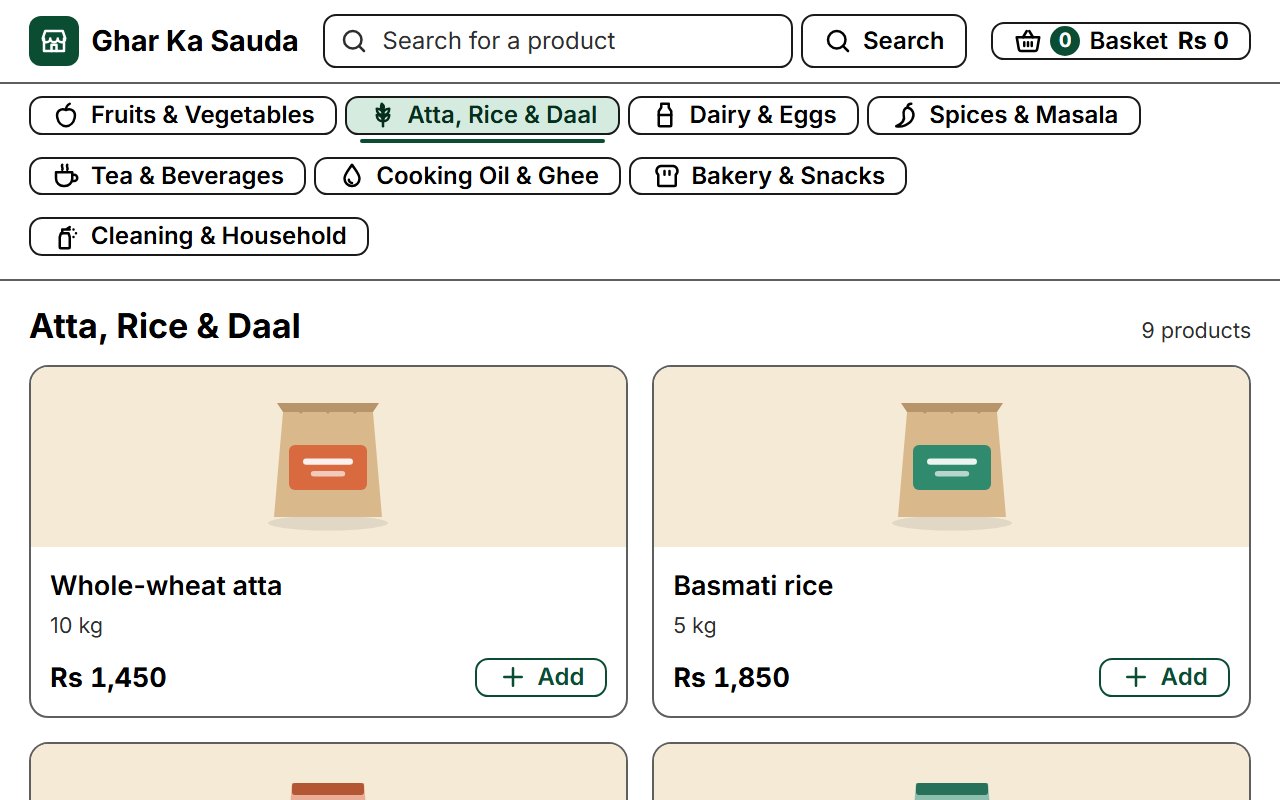 Ghar Ka Sauda
Search for a product
Search
0 Basket Rs 0
Fruits & Vegetables
Atta, Rice & Daal
Dairy & Eggs
Spices & Masala
Tea & Beverages
Cooking Oil & Ghee
Bakery & Snacks
Cleaning & Household
Atta, Rice & Daal
9 products
Whole-wheat atta
10 kg
Rs 1,450
Add
Basmati rice
5 kg
Rs 1,850
Add